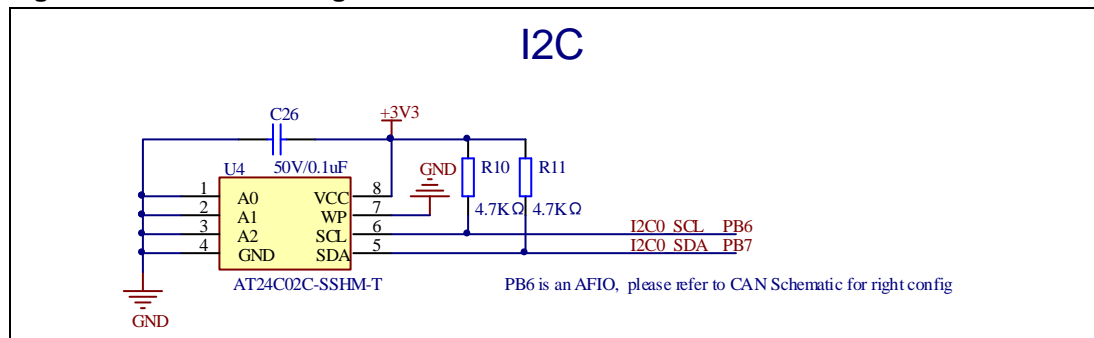 I2C
C26
+3V3
U4
50V/0.1uF
GND
R10
R11
1
A0
VCC
8
2
A1
WP
7
4.7KΩ
4.7KΩ
3
A2
SCL
6
I2C0_SCL
PB6
4
GND
SDA
5
I2C0_SDA
PB7
AT24C02C-SSHM-T
PB6 is an AFIO, please refer to CAN Schematic for right config
GND